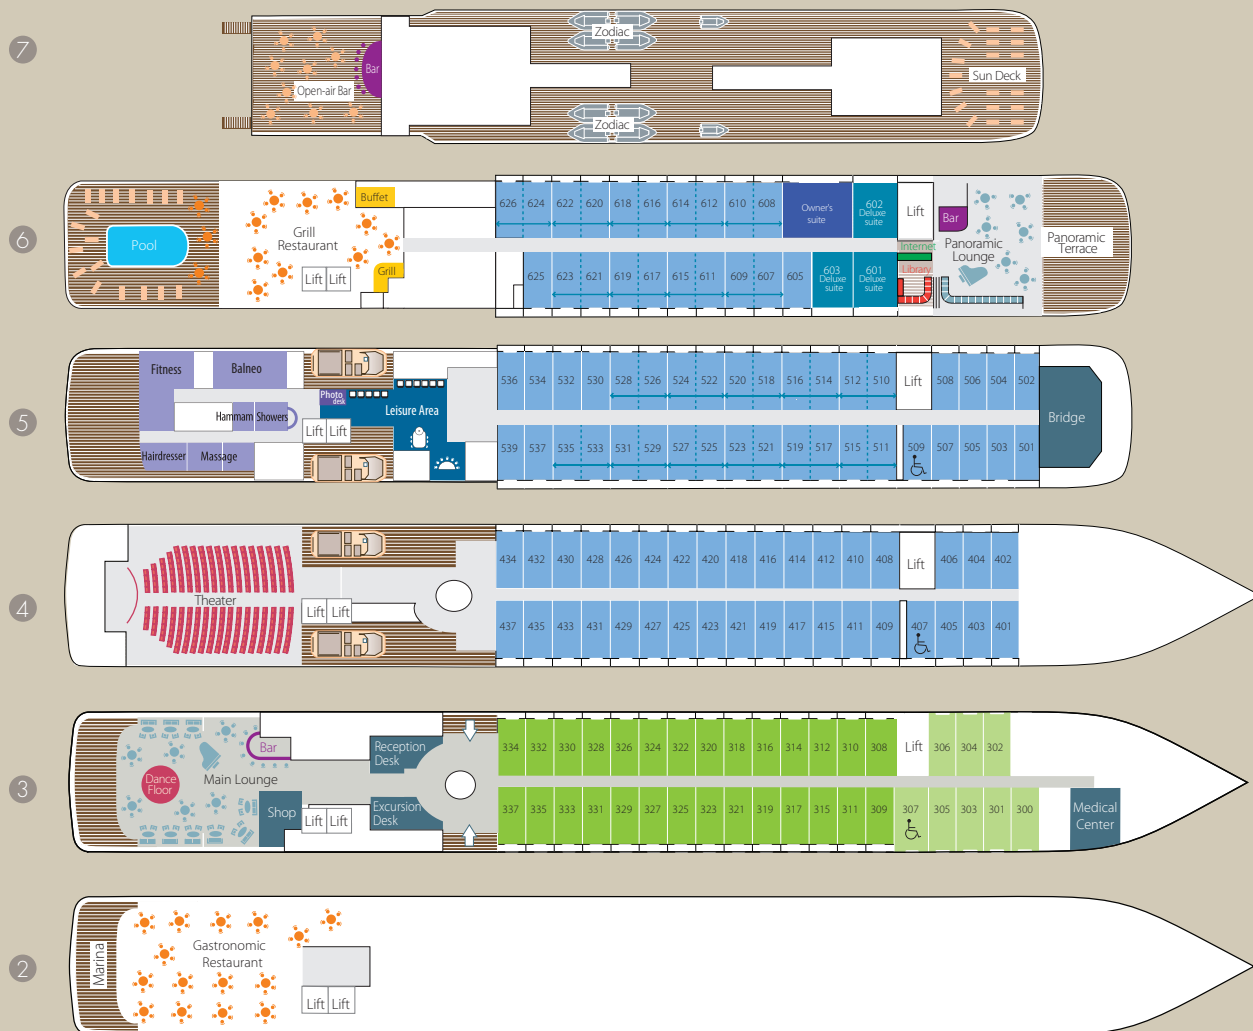 7
Zodiac
Bar
Open-air Bar
Sun Deck
Zodiac
6
Buffet
626 624 622 620 618 616 614 612 610 608
Owner's
suite
602
Deluxe
suite
Lift
Bar
Pool
Grill
Restaurant
Internet
Panoramic
Lounge
Panoramic
Terrace
Lift Lift
Grill
625 623 621 619 617 615 611 609 607 605
603
Deluxe
suite
601
Deluxe
suite
Library
5
Fitness
Balneo
Photo
desk
Leisure Area
Hammam
Showers
Lift Lift
Hairdresser
Massage
536 534 532 530 528 526 524 522 520 518 516 514 512 510
Lift
508 506 504 502
Bridge
539 537 535 533 531 529 527 525 523 521 519 517 515 511 509 507 505 503 501
4
Theater
Lift Lift
434 432 430 428 426 424 422 420 418 416 414 412 410 408
Lift
406 404 402
437 435 433 431 429 427 425 423 421 419 417 415 411 409 407 405 403 401
3
Bar
Reception
Desk
Main Lounge
Dance
Floor
Shop
Lift Lift
Excursion
Desk
334 332 330 328 326 324 322 320 318 316 314 312 310 308
Lift
306 304 302
337 335 333 331 329 327 325 323 321 319 317 315 311 309 307 305 303 301 300
Medical
Center
2
Marina
Gastronomic
Restaurant
Lift Lift